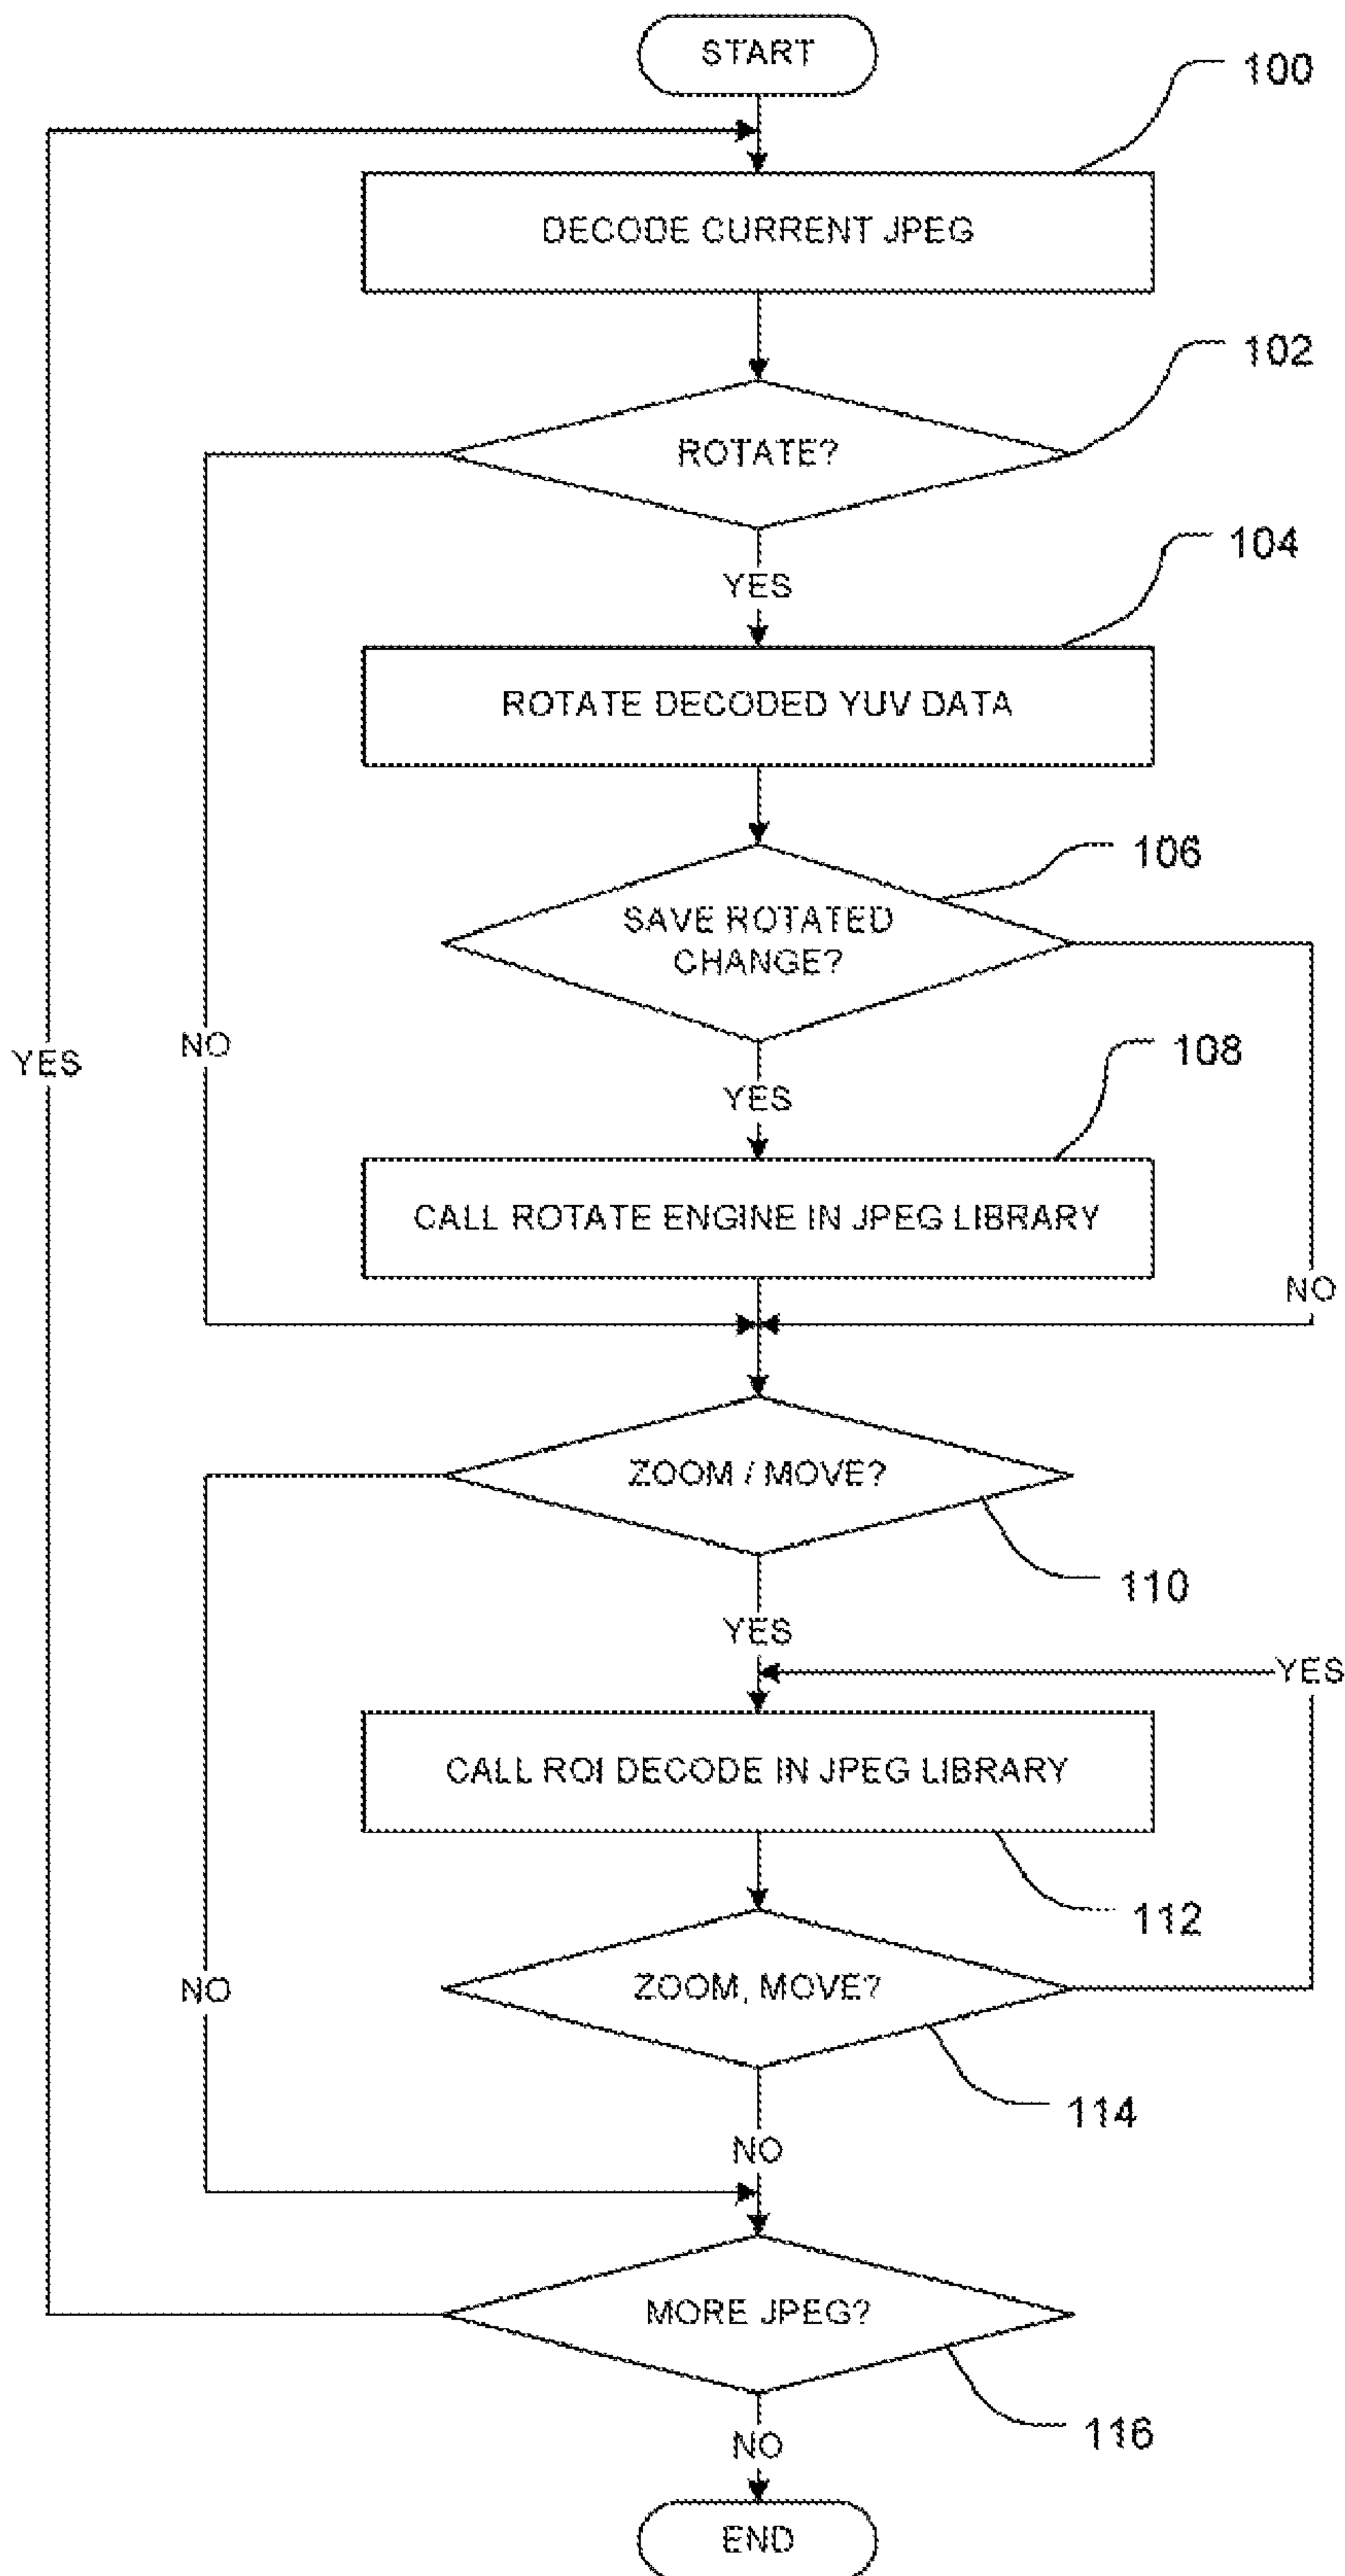 START
100
DECODE CURRENT JPEG
102
ROTATE?
104
YES
ROTATE DECODED YUV DATA
106
SAVE ROTATED
CHANGE?
NO
YES
108
YES
CALL ROTATE ENGINE IN JPEG LIBRARY
NO
ZOOM / MOVE?
110
YES
YES
CALL ROI DECODE IN JPEG LIBRARY
112
ZOOM, MOVE?
NO
114
NO
MORE JPEG?
116
NO
END